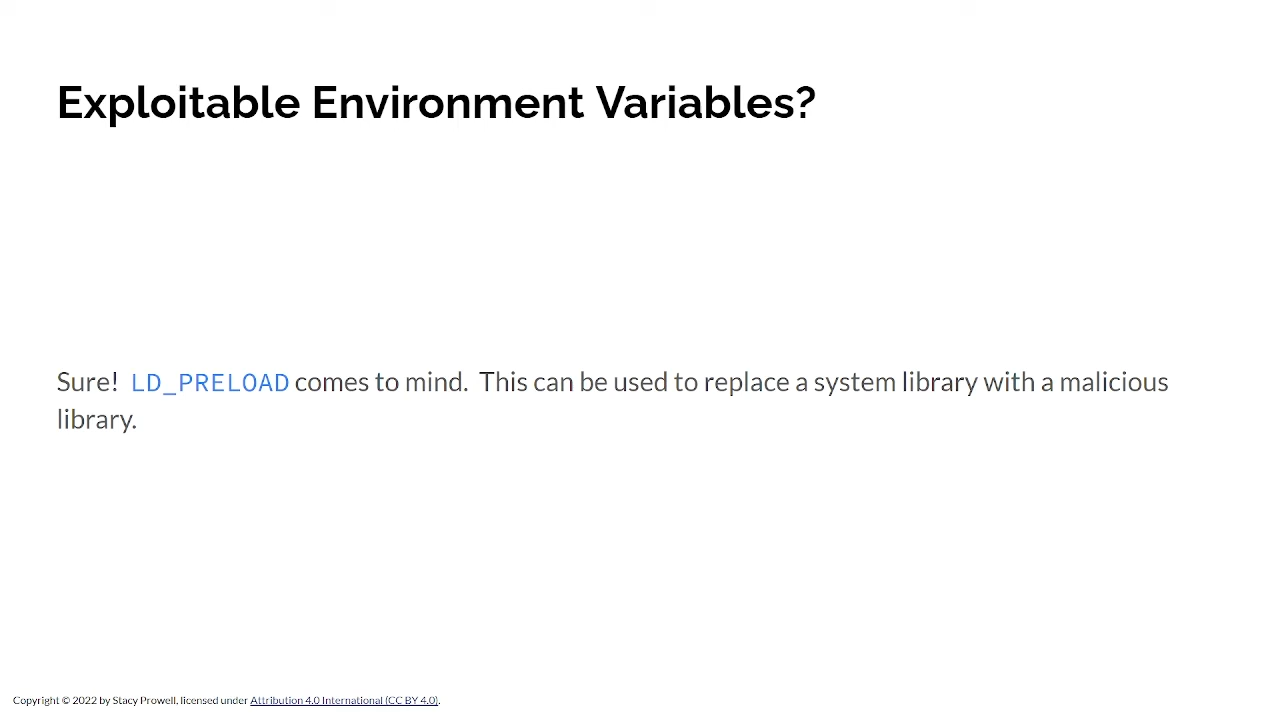 Exploitable Environment Variables?
Sure!  LD_PRELOAD comes to mind.  This can be used to replace a system library with a malicious
library.
Copyright © 2022 by Stacy Prowell, licensed under Attribution 4.0 International (CC BY 4.0).